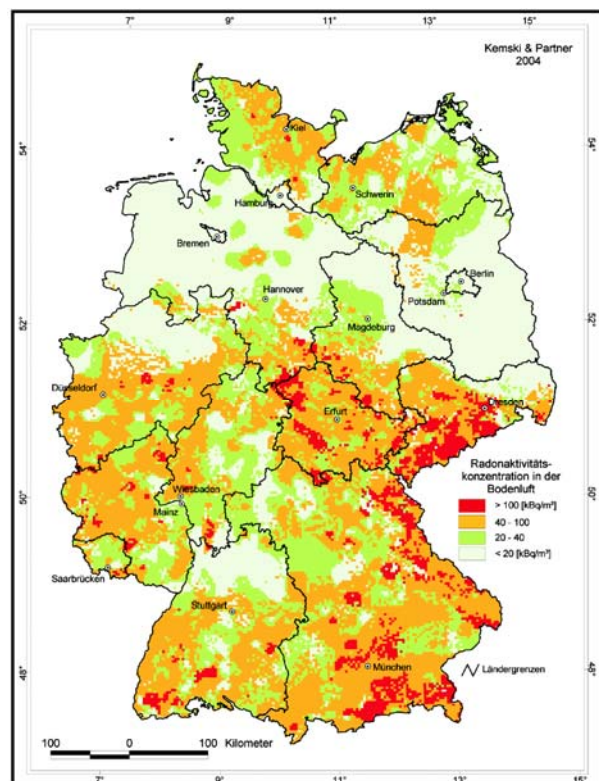 7° 9° 11° 13° 15°
Kemski & Partner
2004
54° 54°
Kiel
Schwerin
Hamburg
Bremen
Berlin
Hannover
Potsdam
52° 52°
Magdeburg
Düsseldorf
Dresden
Erfurt
Radonaktivitäts-
konzentration in der
Bodenluft
> 100 [kBq/m³]
40 - 100
20 - 40
< 20 [kBq/m³]
50° 50°
Wiesbaden
Mainz
Saarbrücken
Stuttgart
48° 48°
München
Ländergrenzen
100 0 100 Kilometer
7° 9° 11° 13° 15°